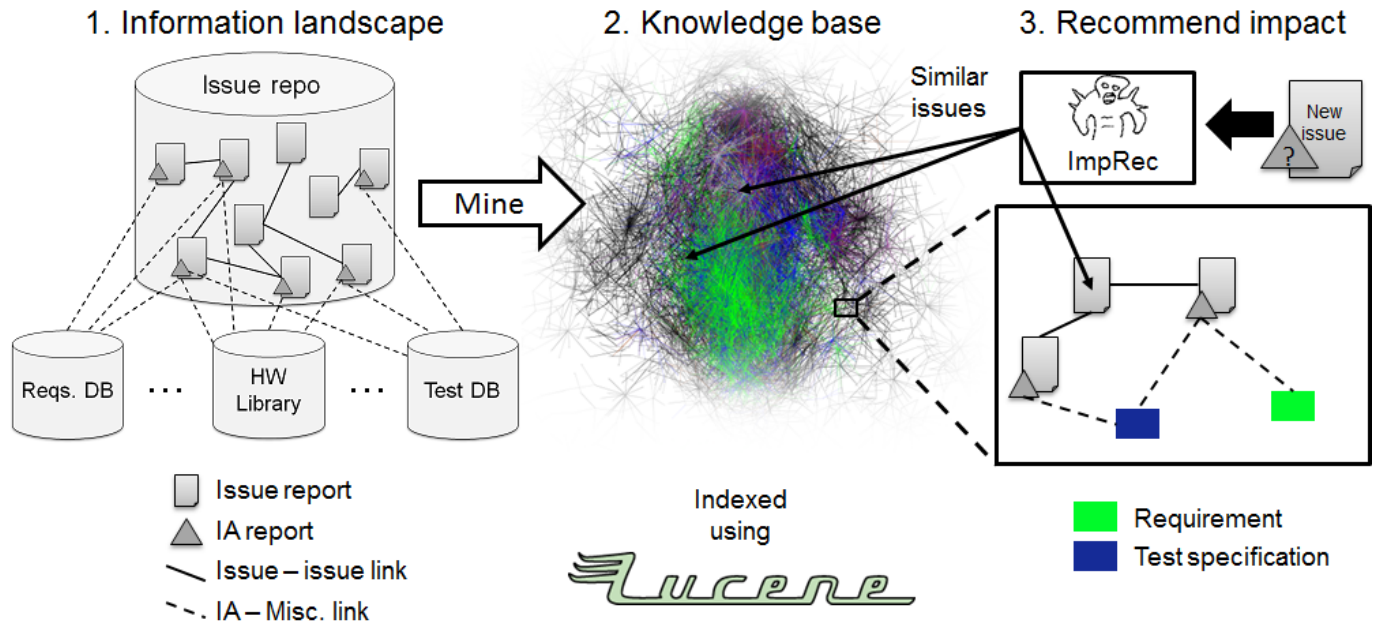 1. Information landscape
2. Knowledge base
3. Recommend impact
Issue repo
Similar
issues
ImpRec
New
issue
?
Mine
Reqs. DB
...
HW
Library
...
Test DB
Issue report
IA report
Issue – issue link
IA – Misc. link
Indexed
using
Lucene
Requirement
Test specification